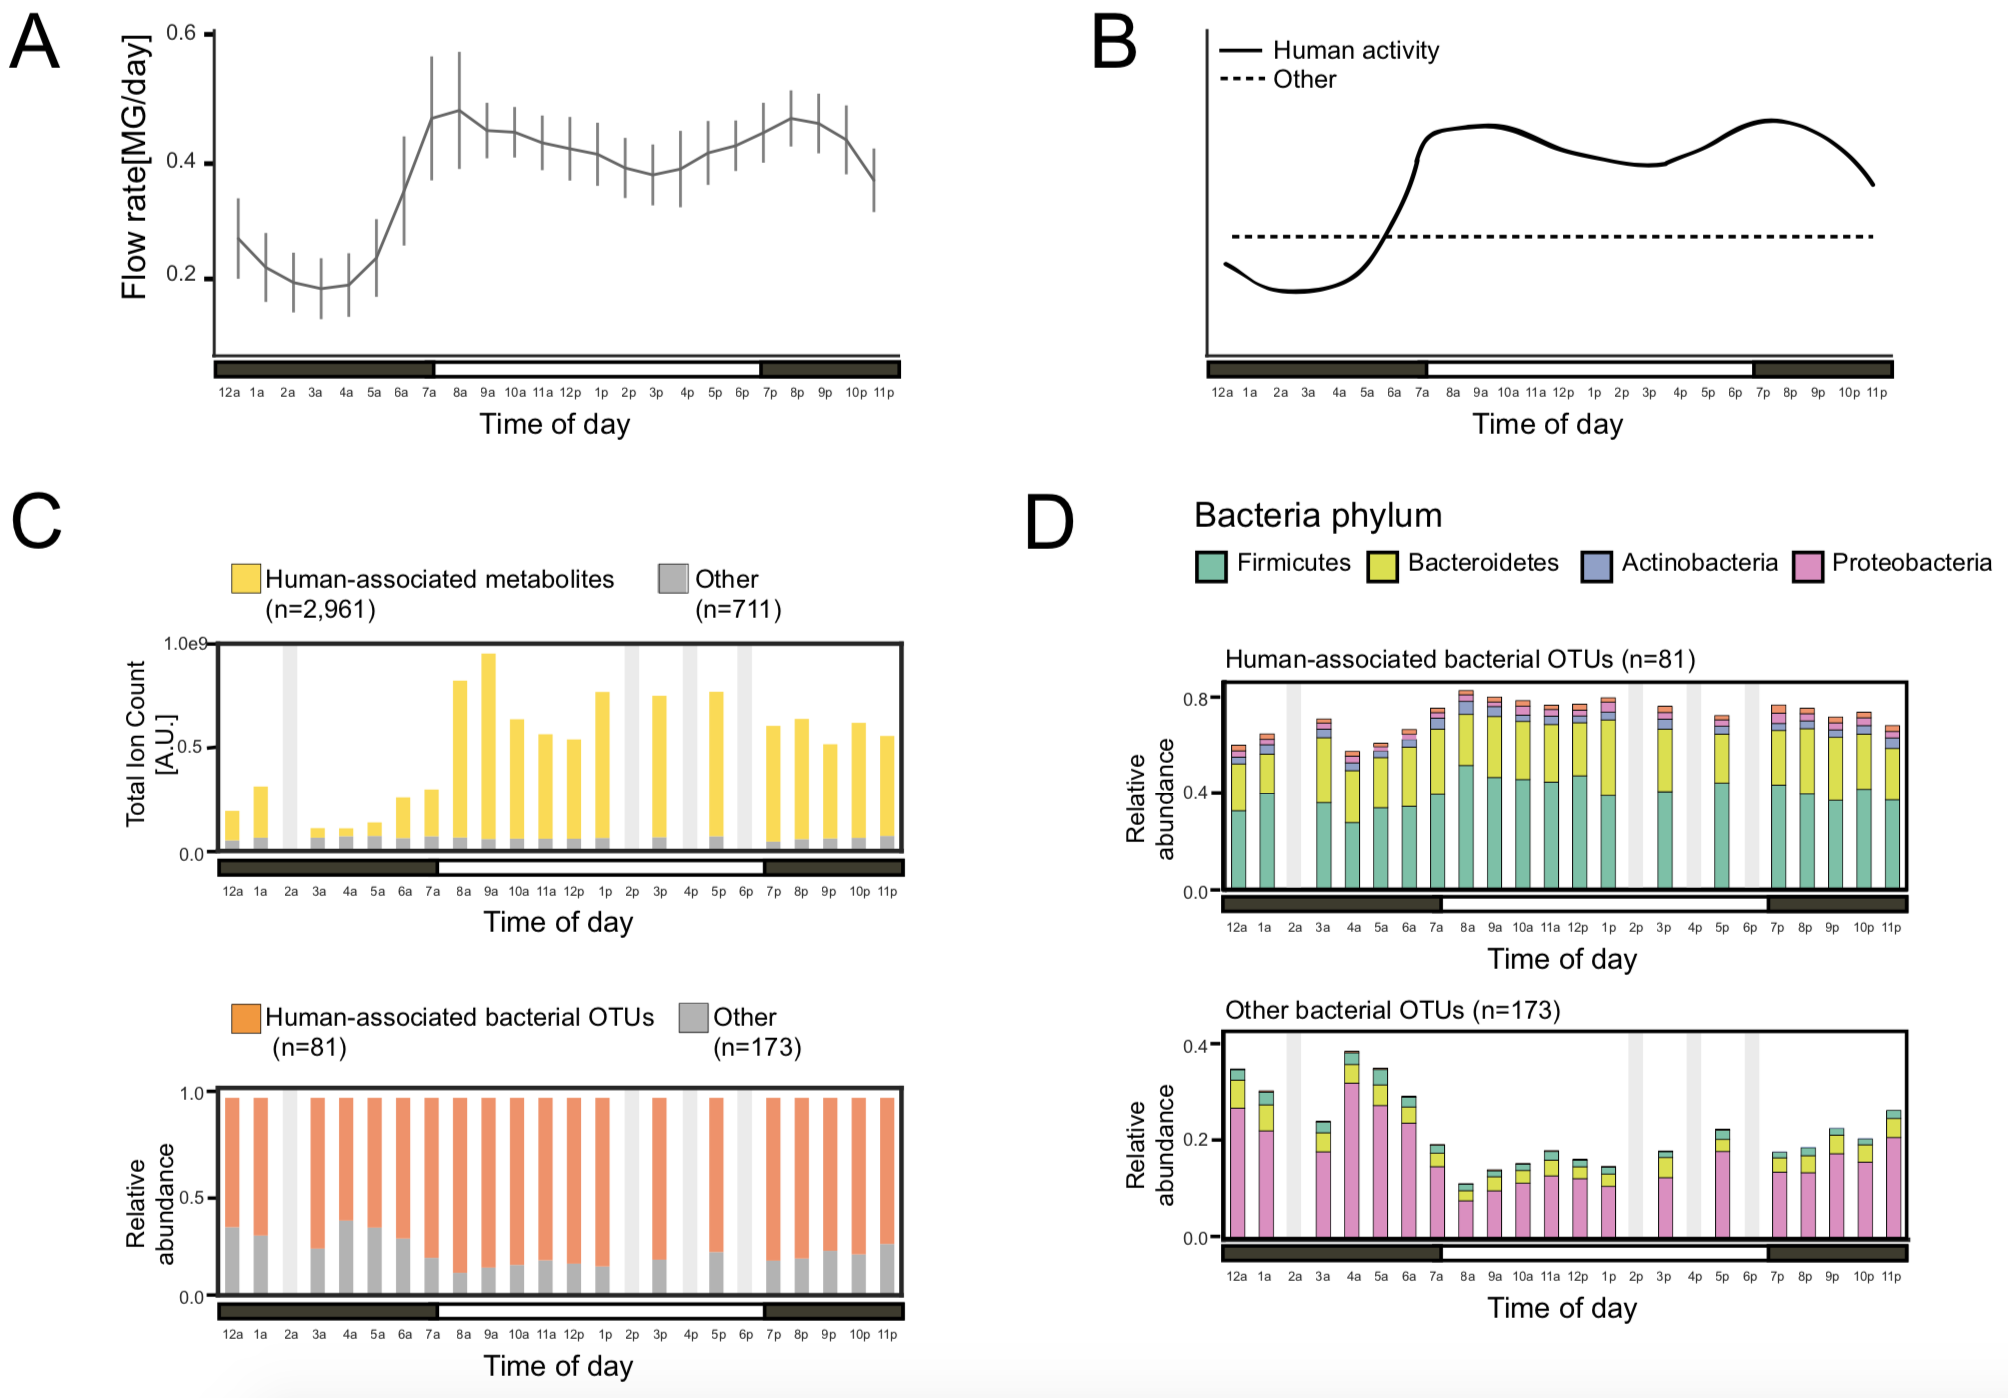 A
Flow rate[MG/day]
0.6
0.4
0.2
12a 1a 2a 3a 4a 5a 6a 7a 8a 9a 10a 11a 12p 1p 2p 3p 4p 5p 6p 7p 8p 9p 10p 11p
Time of day
B
Human activity
Other
12a 1a 2a 3a 4a 5a 6a 7a 8a 9a 10a 11a 12p 1p 2p 3p 4p 5p 6p 7p 8p 9p 10p 11p
Time of day
C
Human-associated metabolites
(n=2,961)
Other
(n=711)
Total Ion Count
[A.U.]
1.0e9
0.5
0.0
12a 1a 2a 3a 4a 5a 6a 7a 8a 9a 10a 11a 12p 1p 2p 3p 4p 5p 6p 7p 8p 9p 10p 11p
Time of day
Human-associated bacterial OTUs
(n=81)
Other
(n=173)
Relative
abundance
1.0
0.5
0.0
12a 1a 2a 3a 4a 5a 6a 7a 8a 9a 10a 11a 12p 1p 2p 3p 4p 5p 6p 7p 8p 9p 10p 11p
Time of day
D
Bacteria phylum
Firmicutes Bacteroidetes Actinobacteria Proteobacteria
Human-associated bacterial OTUs (n=81)
Relative
abundance
0.8
0.4
0.0
12a 1a 2a 3a 4a 5a 6a 7a 8a 9a 10a 11a 12p 1p 2p 3p 4p 5p 6p 7p 8p 9p 10p 11p
Time of day
Other bacterial OTUs (n=173)
Relative
abundance
0.4
0.2
0.0
12a 1a 2a 3a 4a 5a 6a 7a 8a 9a 10a 11a 12p 1p 2p 3p 4p 5p 6p 7p 8p 9p 10p 11p
Time of day